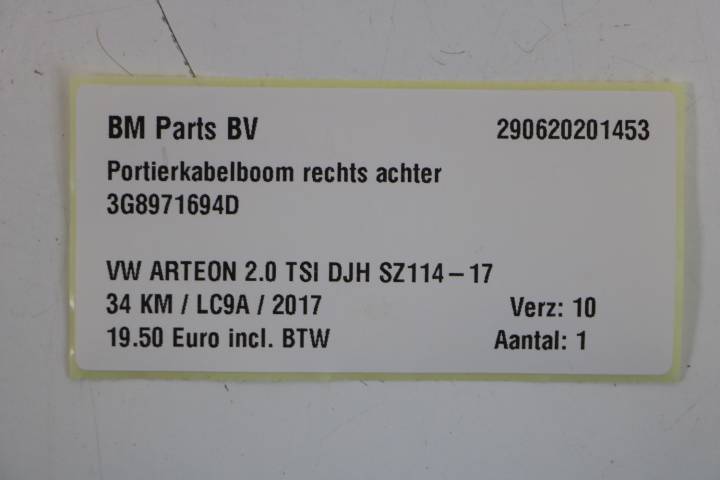 BM Parts BV 290620201453
Portierkabelboom rechts achter
3G8971694D
VW ARTEON 2.0 TSI DJH SZ114-17
34 KM / LC9A / 2017 Verz: 10
19.50 Euro incl. BTW Aantal: 1